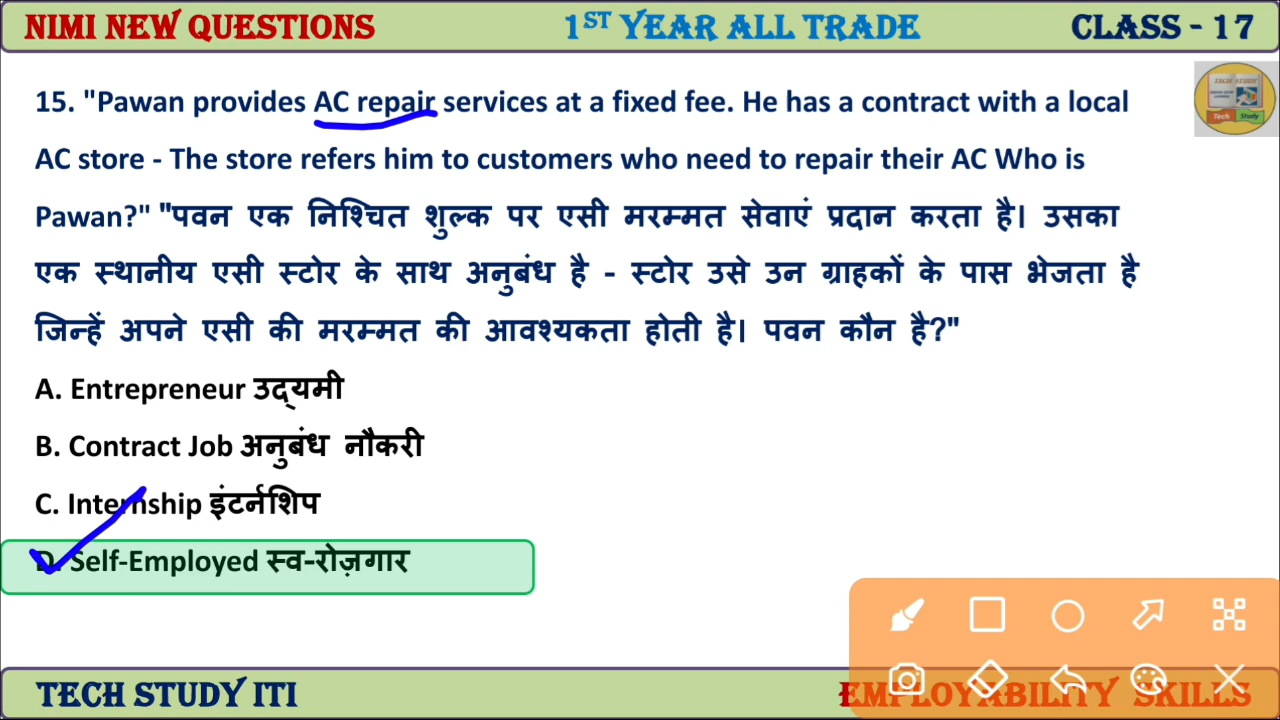 NIMI NEW QUESTIONS 1ST YEAR ALL TRADE CLASS - 17
TECH STUDY
Tech Study
15. "Pawan provides AC repair services at a fixed fee. He has a contract with a local
AC store - The store refers him to customers who need to repair their AC Who is
Pawan?" "पवन एक निश्चित शुल्क पर एसी मरम्मत सेवाएं प्रदान करता है। उसका
एक स्थानीय एसी स्टोर के साथ अनुबंध है - स्टोर उसे उन ग्राहकों के पास भेजता है
जिन्हें अपने एसी की मरम्मत की आवश्यकता होती है। पवन कौन है?"
A. Entrepreneur उद्यमी
B. Contract Job अनुबंध नौकरी
C. Internship इंटर्नशिप
D. Self-Employed स्व-रोज़गार
TECH STUDY ITI EMPLOYABILITY SKILLS